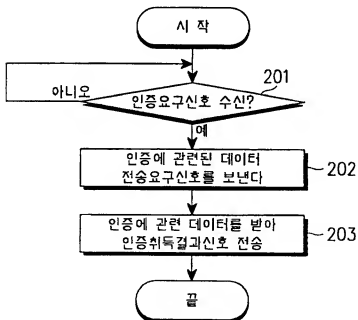 시 작
201
아니오
인증요구신호 수신?
예
인증에 관련된 데이터
전송요구신호를 보낸다
202
인증에 관련 데이터를 받아
인증취득결과신호 전송
203
끝